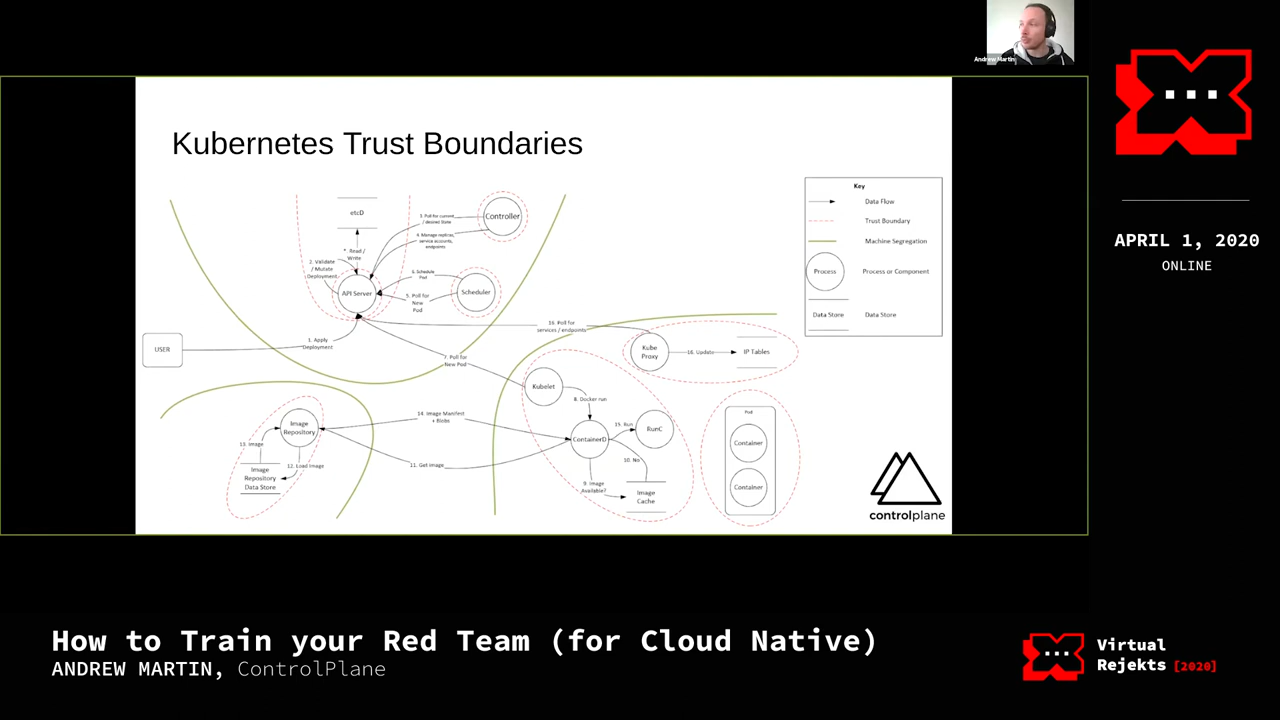 Andrew Martin
Kubernetes Trust Boundaries
Key
Data Flow
Trust Boundary
Machine Segregation
Process
Process or Component
Data Store
Data Store
etcD
Controller
3. Poll for current
/ desired State
4. Manage replicas,
service accounts,
endpoints
*. Read /
Write
2. Validate
/ Mutate
Deployment
API Server
6. Schedule
Pod
5. Poll for
New
Pod
Scheduler
USER
1. Apply
Deployment
7. Poll for
New Pod
16. Poll for
services / endpoints
Kube
Proxy
18. Update
IP Tables
Kubelet
8. Docker run
Image
Repository
13. Image
12. Load Image
Image
Repository
Data Store
14. Image Manifest
+ Blobs
11. Get Image
ContainerD
15. Run
RunC
10. No
9. Image
Available?
Image
Cache
Pod
Container
Container
controlplane
APRIL 1, 2020
ONLINE
How to Train your Red Team (for Cloud Native)
ANDREW MARTIN, ControlPlane
Virtual
Rejekts [2020]